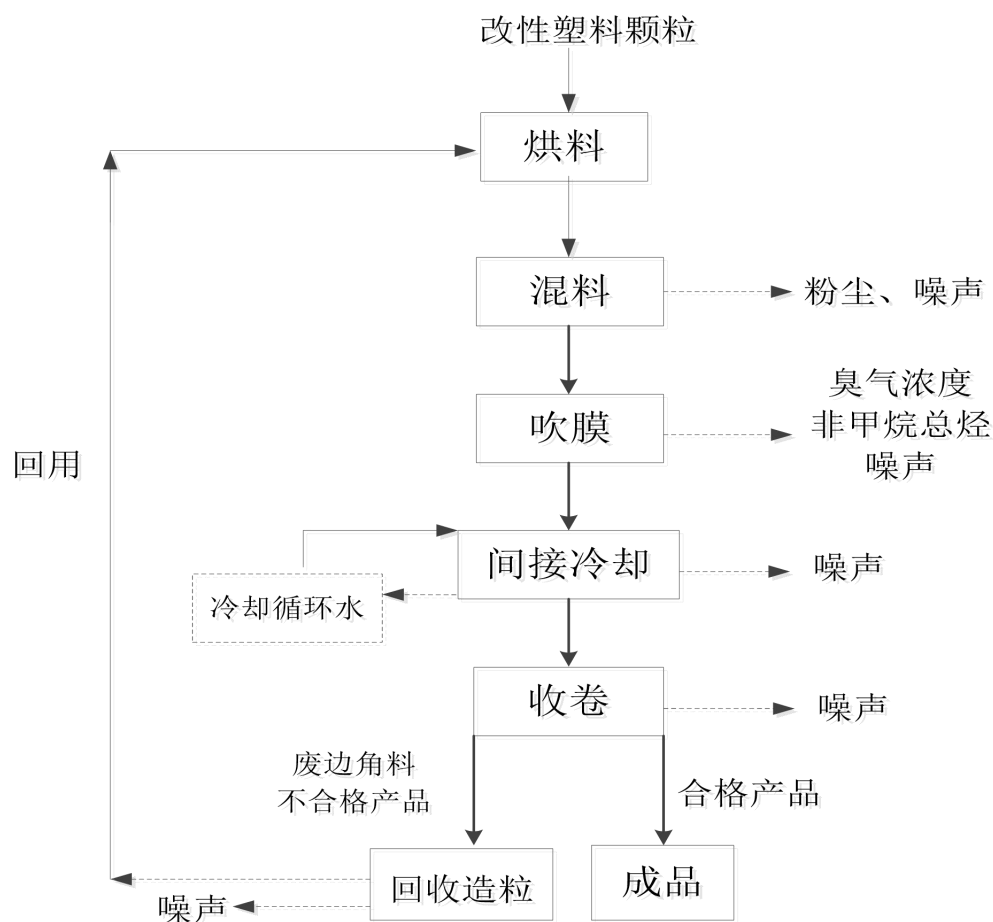 改性塑料颗粒
烘料
混料
粉尘、噪声
臭气浓度
吹膜
非甲烷总烃
噪声
回用
间接冷却
噪声
冷却循环水
收卷
噪声
废边角料
不合格产品
合格产品
回收造粒
成品
噪声